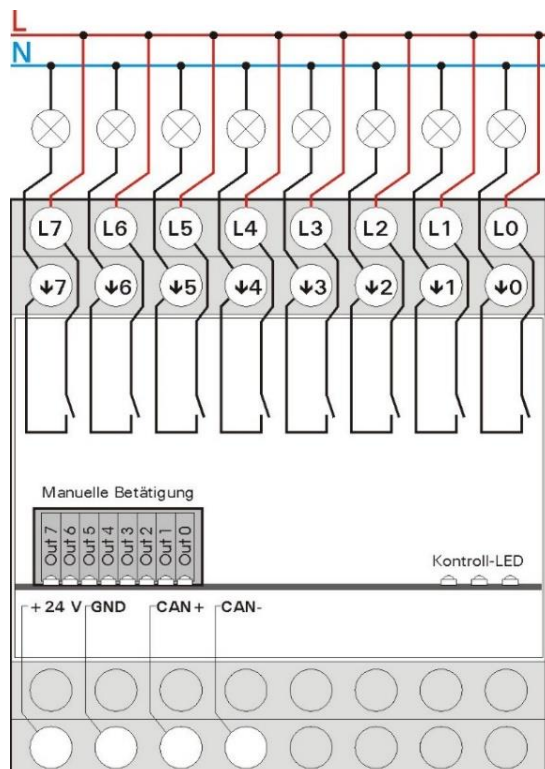 L
N
L7 L6 L5 L4 L3 L2 L1 L0
↓7 ↓6 ↓5 ↓4 ↓3 ↓2 ↓1 ↓0
Manuelle Betätigung
Out 7 Out 6 Out 5 Out 4 Out 3 Out 2 Out 1 Out 0
Kontroll-LED
+ 24 V GND CAN+ CAN-